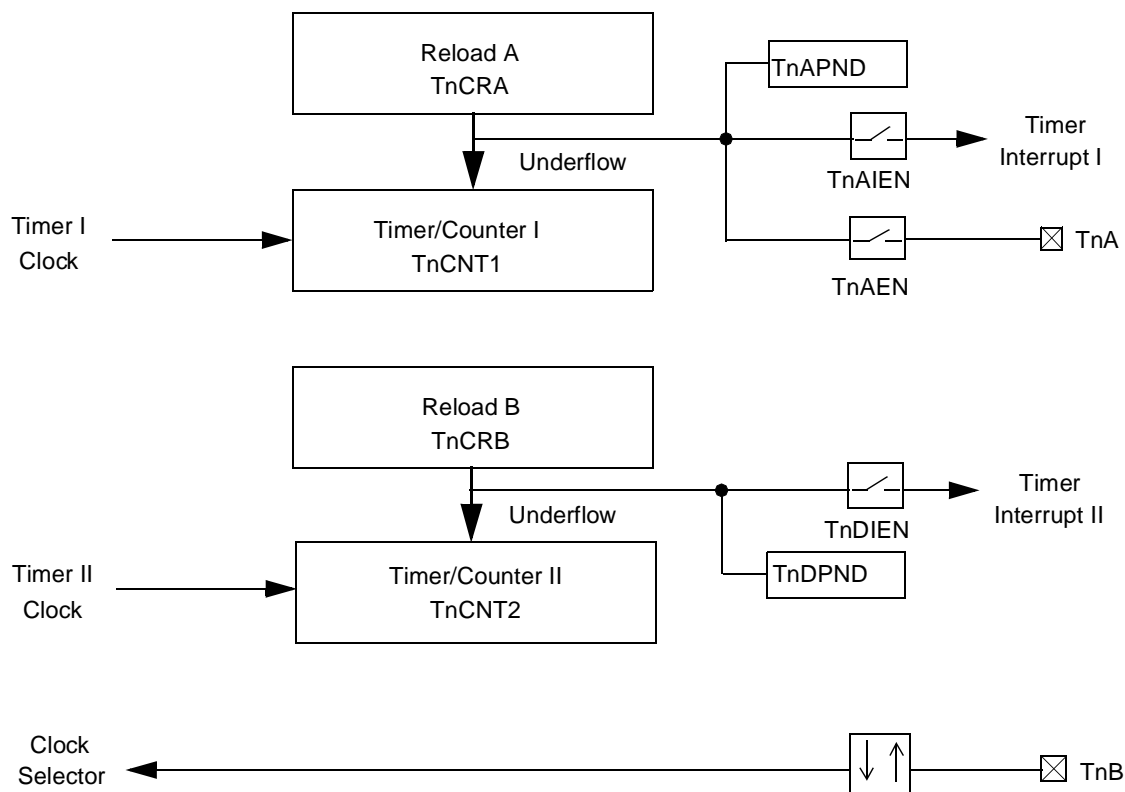 Reload A
TnCRA
TnAPND
Timer
Interrupt I
Underflow
TnAIEN
Timer I
Clock
Timer/Counter I
TnCNT1
TnA
TnAEN
Reload B
TnCRB
Timer
Interrupt II
Underflow
TnDIEN
Timer II
Clock
Timer/Counter II
TnCNT2
TnDPND
Clock
Selector
TnB